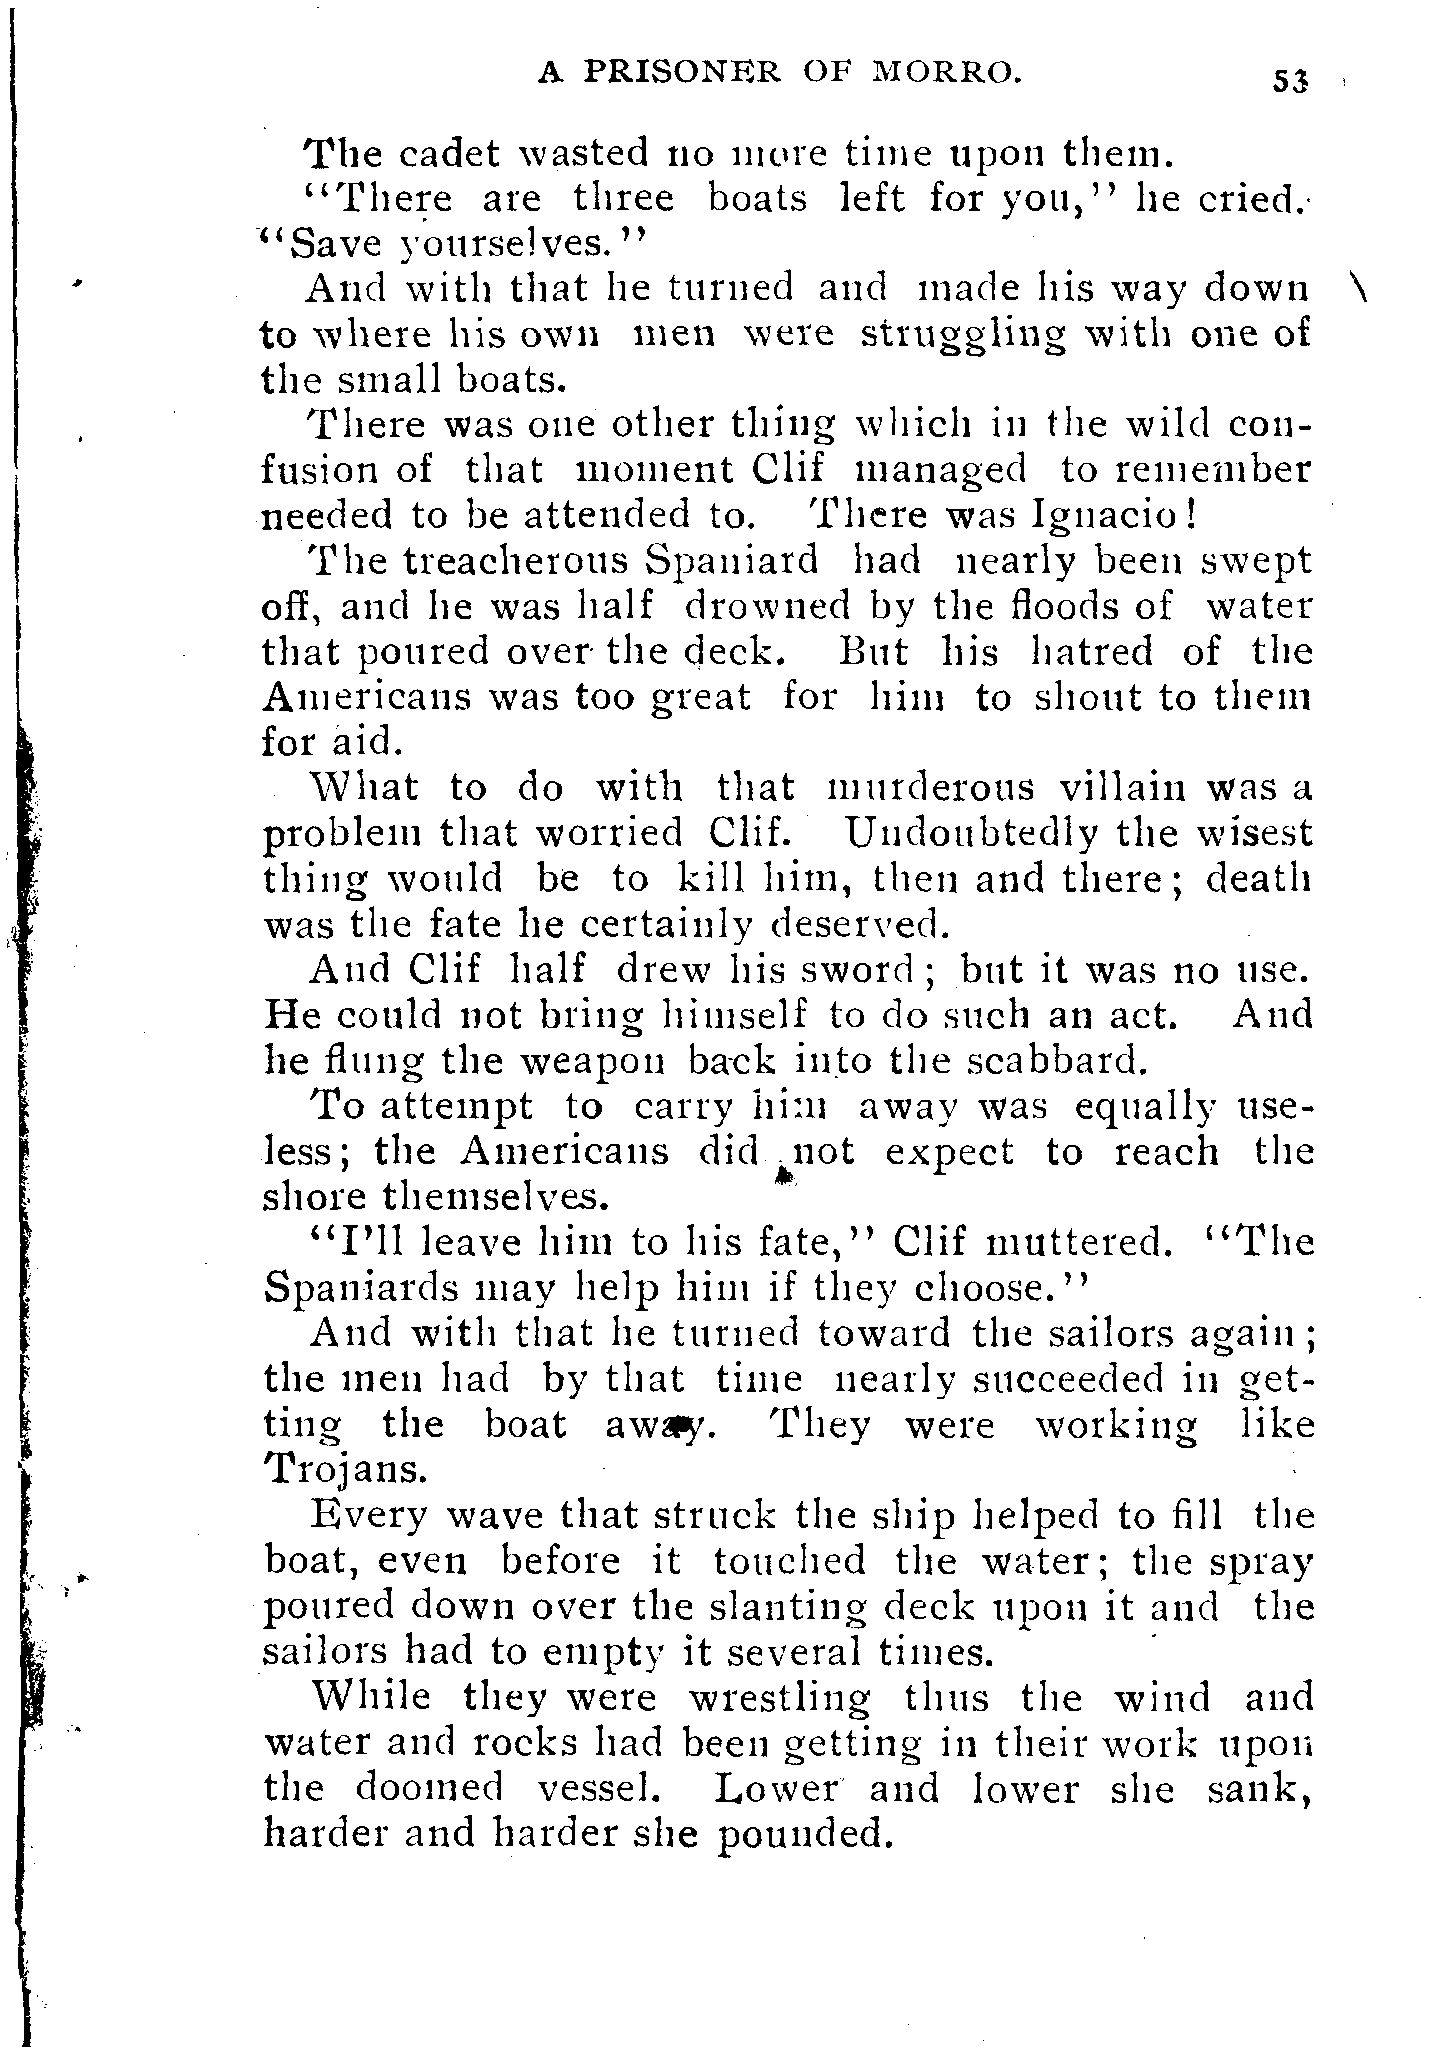 A PRISONER OF MORRO. 53
The cadet wasted no more time upon them.
"There are three boats left for you," he cried.
"Save yourselves."
And with that he turned and made his way down
to where his own men were struggling with one of
the small boats.
There was one other thing which in the wild con-
fusion of that moment Clif managed to remember
needed to be attended to. There was Ignacio!
The treacherous Spaniard had nearly been swept
off, and he was half drowned by the floods of water
that poured over the deck. But his hatred of the
Americans was too great for him to shout to them
for aid.
What to do with that murderous villain was a
problem that worried Clif. Undoubtedly the wisest
thing would be to kill him, then and there; death
was the fate he certainly deserved.
And Clif half drew his sword; but it was no use.
He could not bring himself to do such an act. And
he flung the weapon back into the scabbard.
To attempt to carry him away was equally use-
less; the Americans did not expect to reach the
shore themselves.
"I'll leave him to his fate," Clif muttered. "The
Spaniards may help him if they choose."
And with that he turned toward the sailors again;
the men had by that time nearly succeeded in get-
ting the boat away. They were working like
Trojans.
Every wave that struck the ship helped to fill the
boat, even before it touched the water; the spray
poured down over the slanting deck upon it and the
sailors had to empty it several times.
While they were wrestling thus the wind and
water and rocks had been getting in their work upon
the doomed vessel. Lower and lower she sank,
harder and harder she pounded.